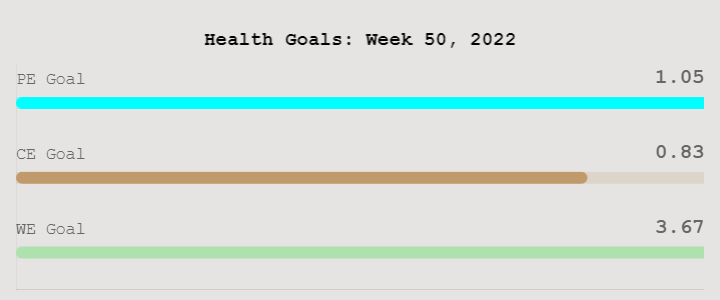 Health Goals: Week 50, 2022
PE Goal 1.05
CE Goal 0.83
WE Goal 3.67